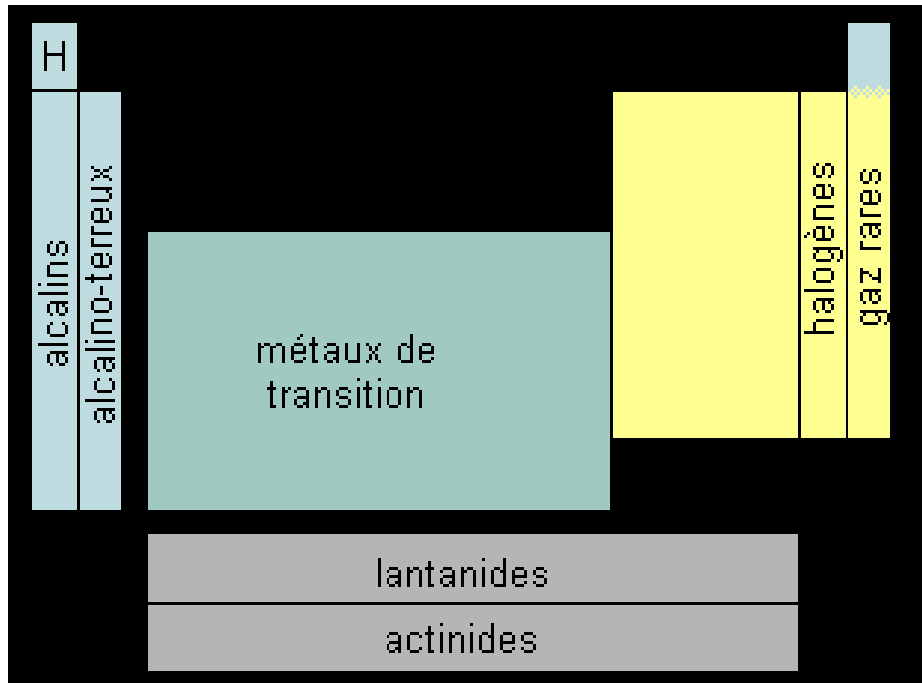 H
alcalins
alcalino-terreux
métaux de
transition
halogènes
gaz rares
lantanides
actinides